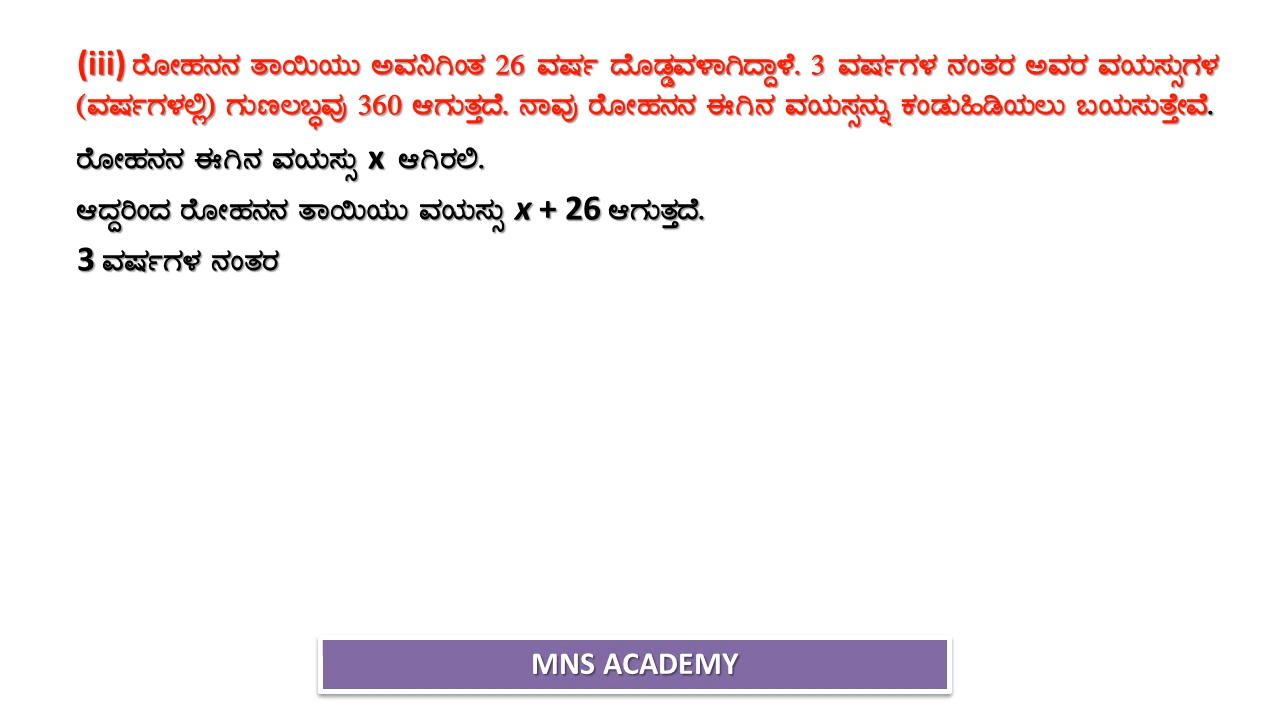 (iii) ರೋಹನನ ತಾಯಿಯು ಅವನಿಗಿಂತ 26 ವರ್ಷ ದೊಡ್ಡವಳಾಗಿದ್ದಾಳೆ. 3 ವರ್ಷಗಳ ನಂತರ ಅವರ ವಯಸ್ಸುಗಳ
(ವರ್ಷಗಳಲ್ಲಿ) ಗುಣಲಬ್ಧವು 360 ಆಗುತ್ತದೆ. ನಾವು ರೋಹನನ ಈಗಿನ ವಯಸ್ಸನ್ನು ಕಂಡುಹಿಡಿಯಲು ಬಯಸುತ್ತೇವೆ.
ರೋಹನನ ಈಗಿನ ವಯಸ್ಸು x ಆಗಿರಲಿ.
ಆದ್ದರಿಂದ ರೋಹನನ ತಾಯಿಯು ವಯಸ್ಸು x + 26 ಆಗುತ್ತದೆ.
3 ವರ್ಷಗಳ ನಂತರ
MNS ACADEMY